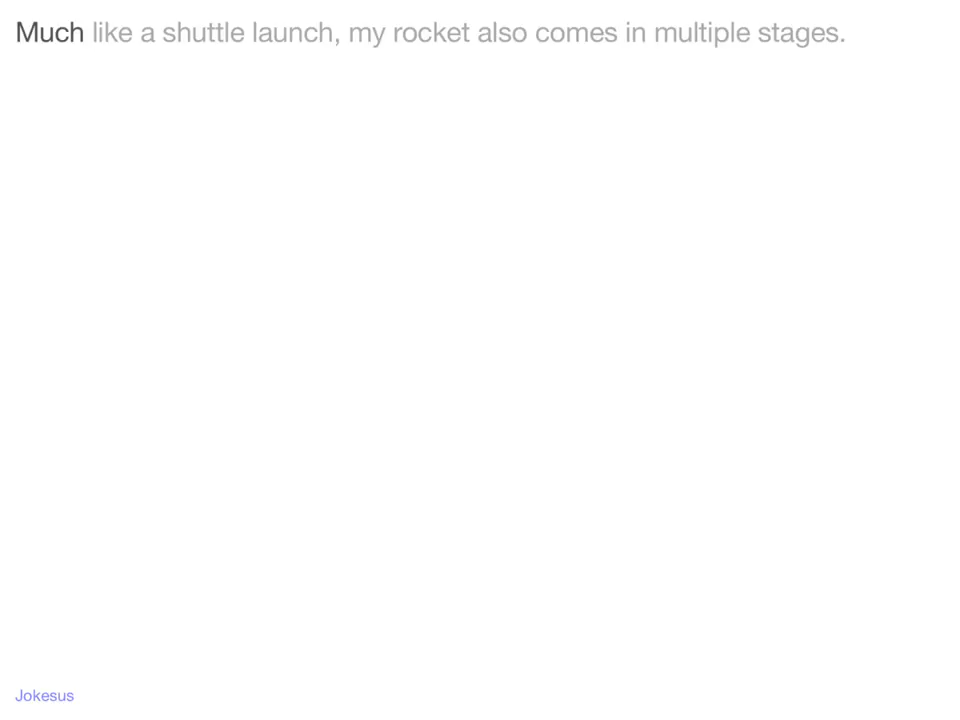 Much like a shuttle launch, my rocket also comes in multiple stages.
Jokesus